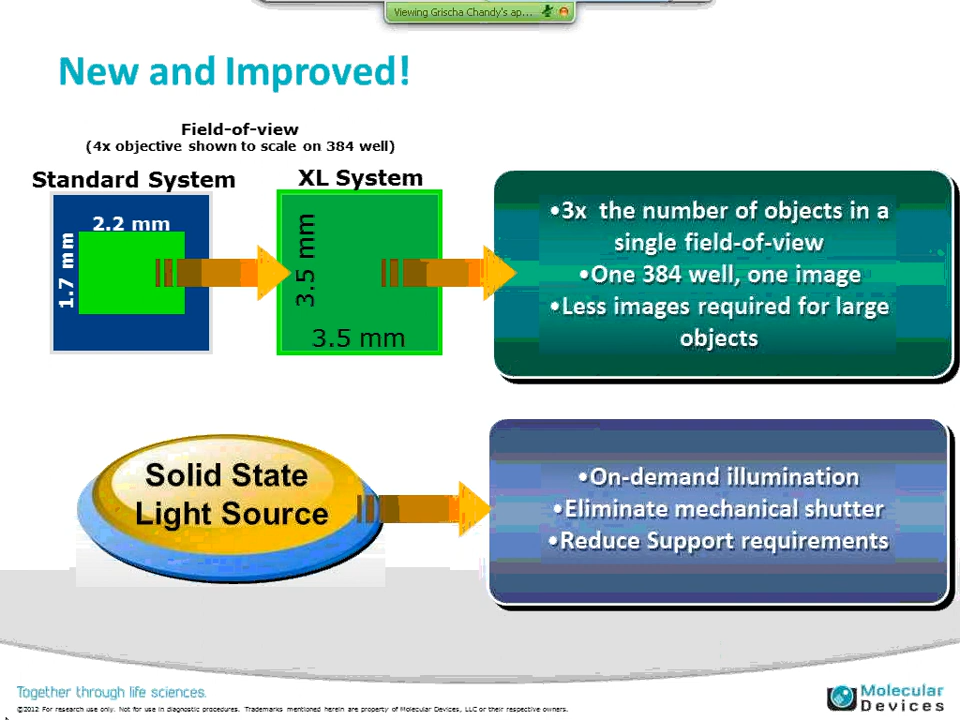 Viewing Grischa Chandy's ap...
New and Improved!
Field-of-view
(4x objective shown to scale on 384 well)
Standard System
XL System
2.2 mm
1.7 mm
3.5 mm
3.5 mm
•3x the number of objects in a
single field-of-view
•One 384 well, one image
•Less images required for large
objects
Solid State
Light Source
•On-demand illumination
•Eliminate mechanical shutter
•Reduce Support requirements
Together through life sciences.
©2012 For research use only. Not for use in diagnostic procedures. Trademarks mentioned herein are property of Molecular Devices, LLC or their respective owners.
Molecular
Devices